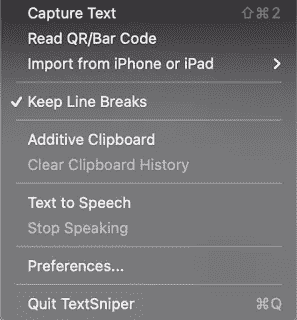 Capture Text ⇧⌘2
Read QR/Bar Code
Import from iPhone or iPad
✓ Keep Line Breaks
Additive Clipboard
Clear Clipboard History
Text to Speech
Stop Speaking
Preferences...
Quit TextSniper ⌘Q